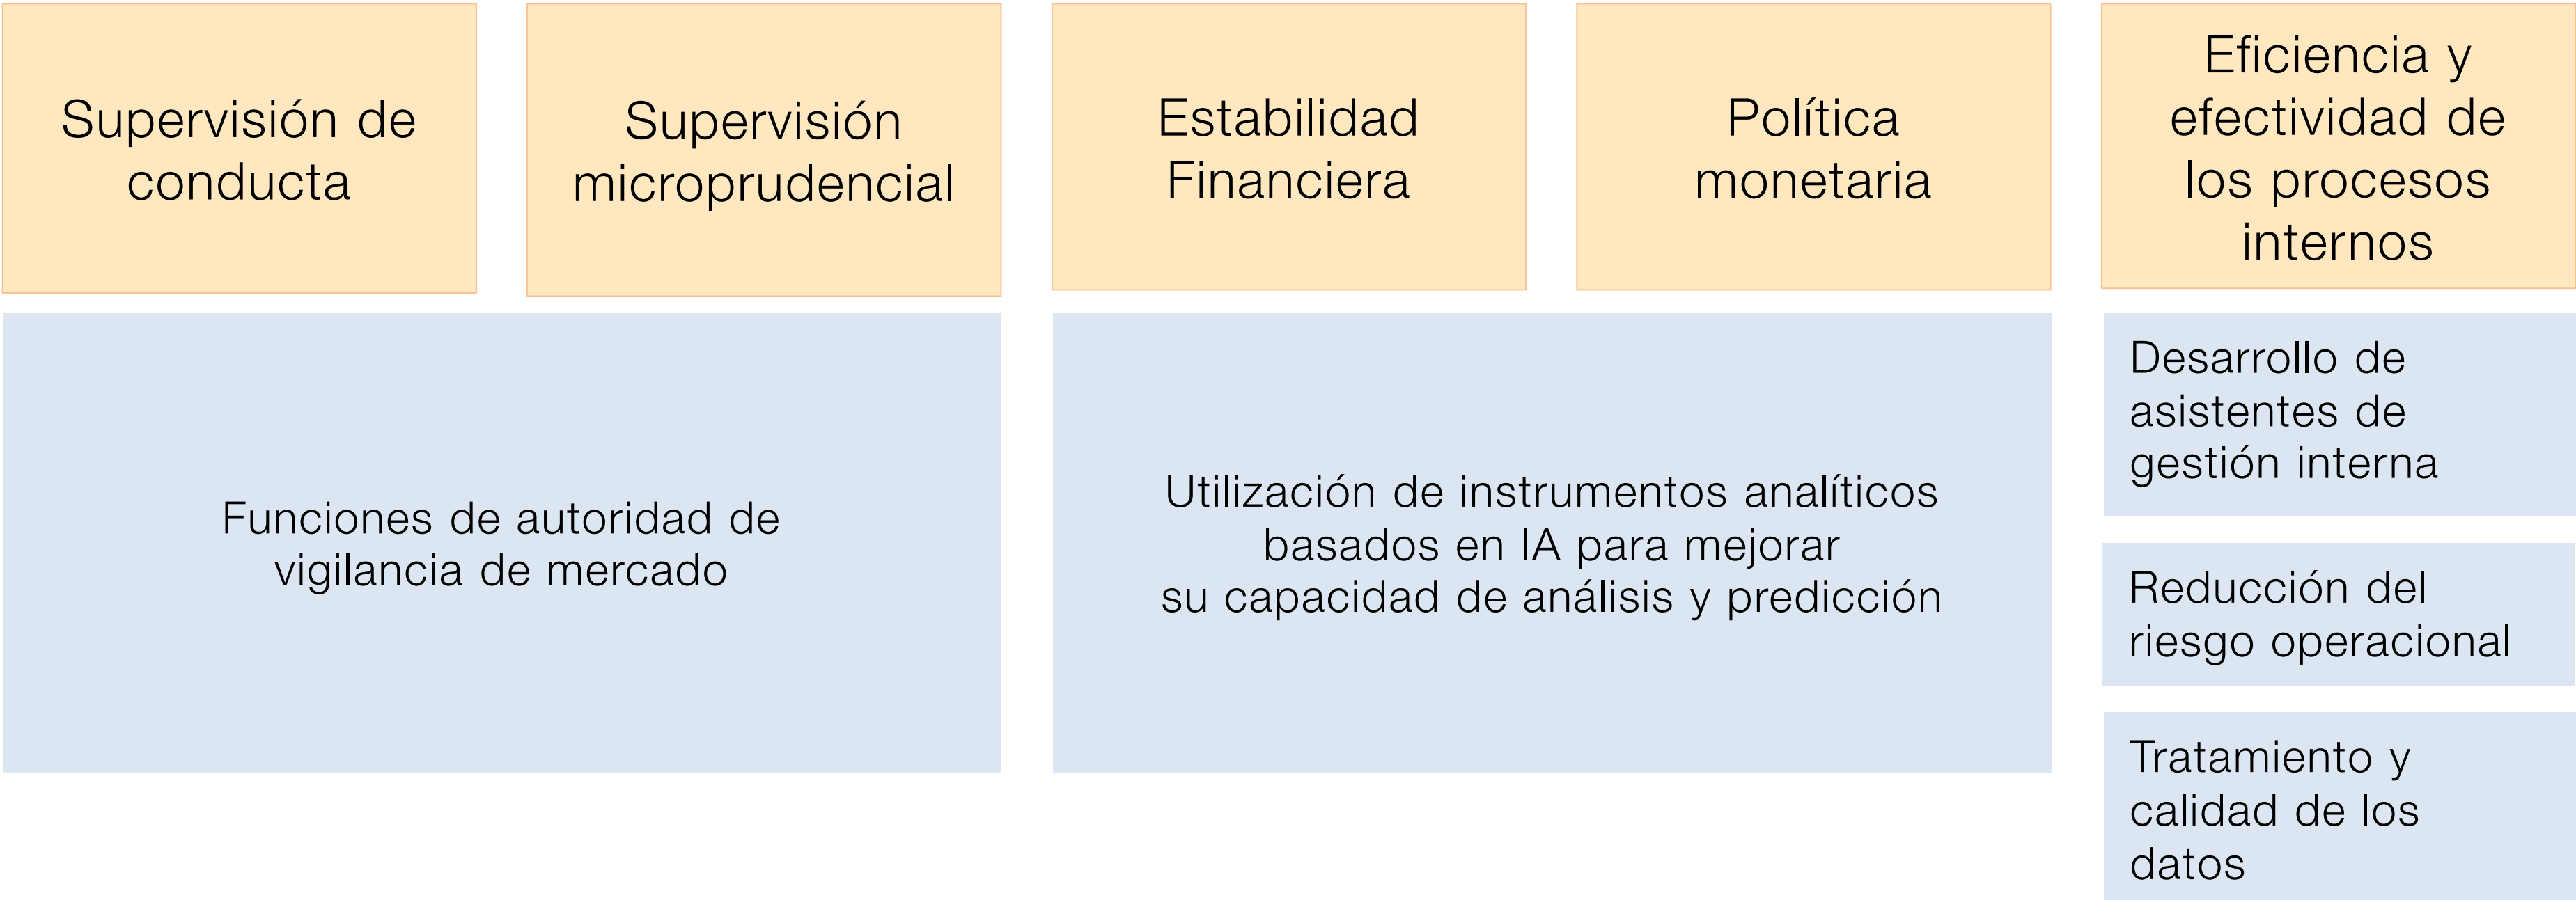 Supervisión de
conducta
Supervisión
microprudencial
Estabilidad
Financiera
Política
monetaria
Eficiencia y
efectividad de
los procesos
internos
Funciones de autoridad de
vigilancia de mercado
Utilización de instrumentos analíticos
basados en IA para mejorar
su capacidad de análisis y predicción
Desarrollo de
asistentes de
gestión interna
Reducción del
riesgo operacional
Tratamiento y
calidad de los
datos